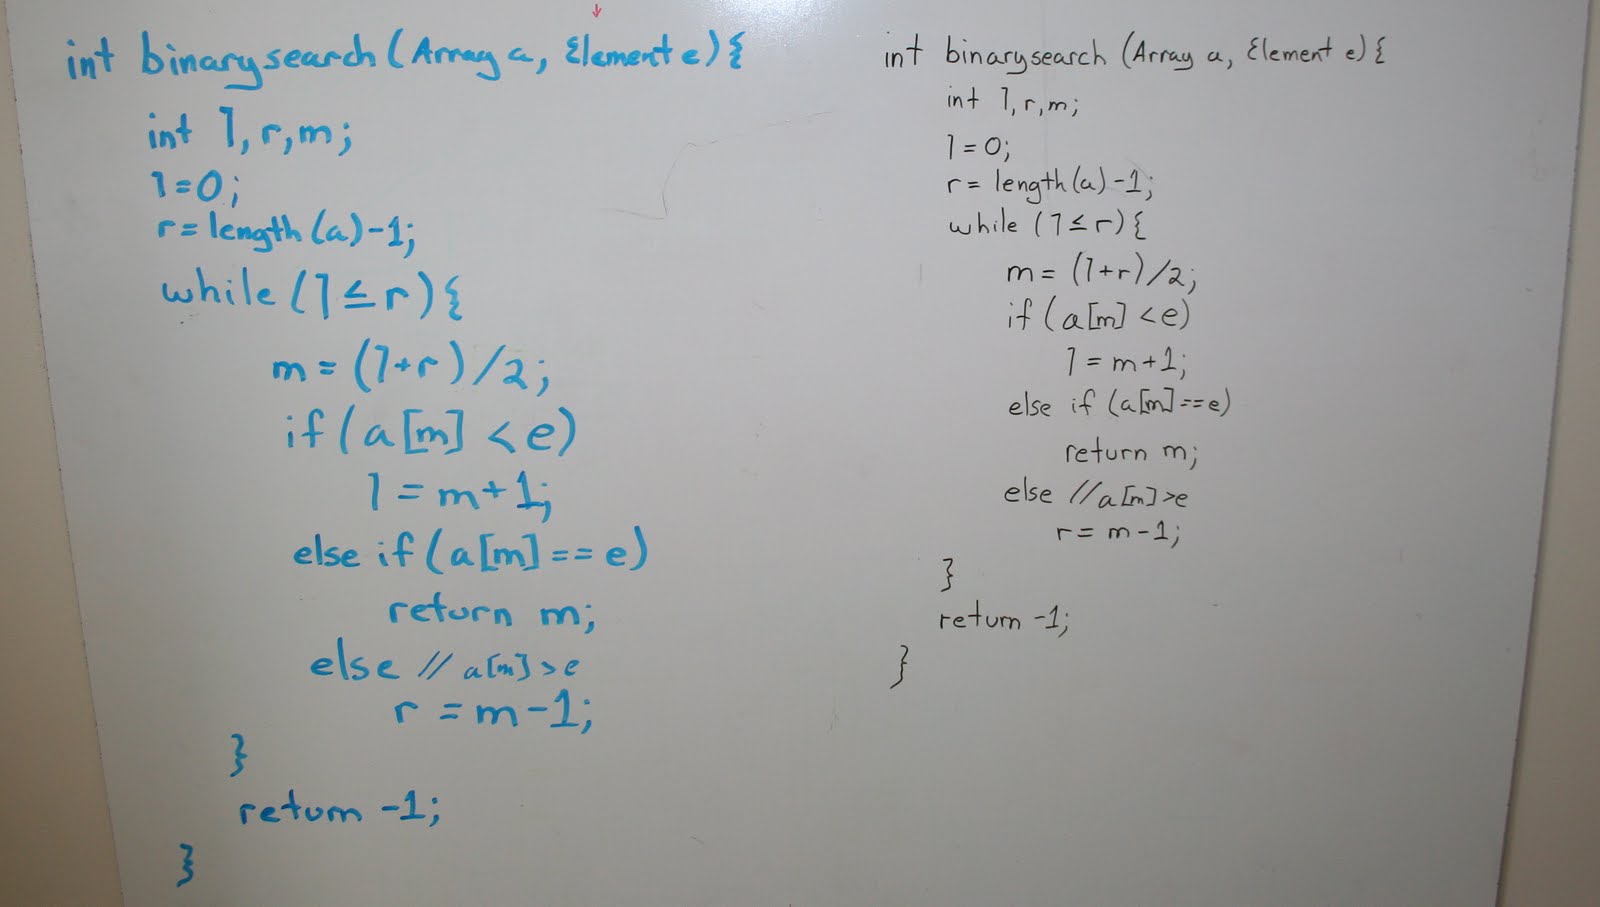 int binarysearch(Array a, Element e){
int l, r, m;
l=0;
r=length(a)-1;
while(l≤r){
m=(l+r)/2;
if(a[m]<e)
l=m+1;
else if(a[m]==e)
return m;
else // a[m]>e
r=m-1;
}
return -1;
}
int binarysearch (Array a, Element e){
int l, r, m;
l=0;
r=length(a)-1;
while (l≤r){
m=(l+r)/2;
if(a[m]<e)
l=m+1;
else if (a[m]==e)
return m;
else //a[m]>e
r=m-1;
}
return -1;
}